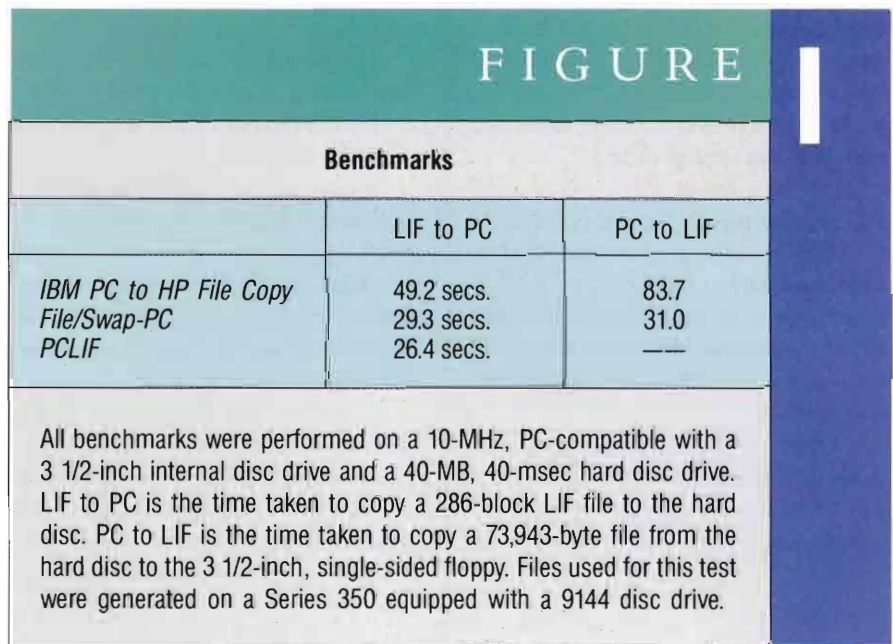 FIGURE 1
Benchmarks
LIF to PC PC to LIF
IBM PC to HP File Copy 49.2 secs. 83.7
File/Swap-PC 29.3 secs. 31.0
PCLIF 26.4 secs. ——
All benchmarks were performed on a 10-MHz, PC-compatible with a
3 1/2-inch internal disc drive and a 40-MB, 40-msec hard disc drive.
LIF to PC is the time taken to copy a 286-block LIF file to the hard
disc. PC to LIF is the time taken to copy a 73,943-byte file from the
hard disc to the 3 1/2-inch, single-sided floppy. Files used for this test
were generated on a Series 350 equipped with a 9144 disc drive.